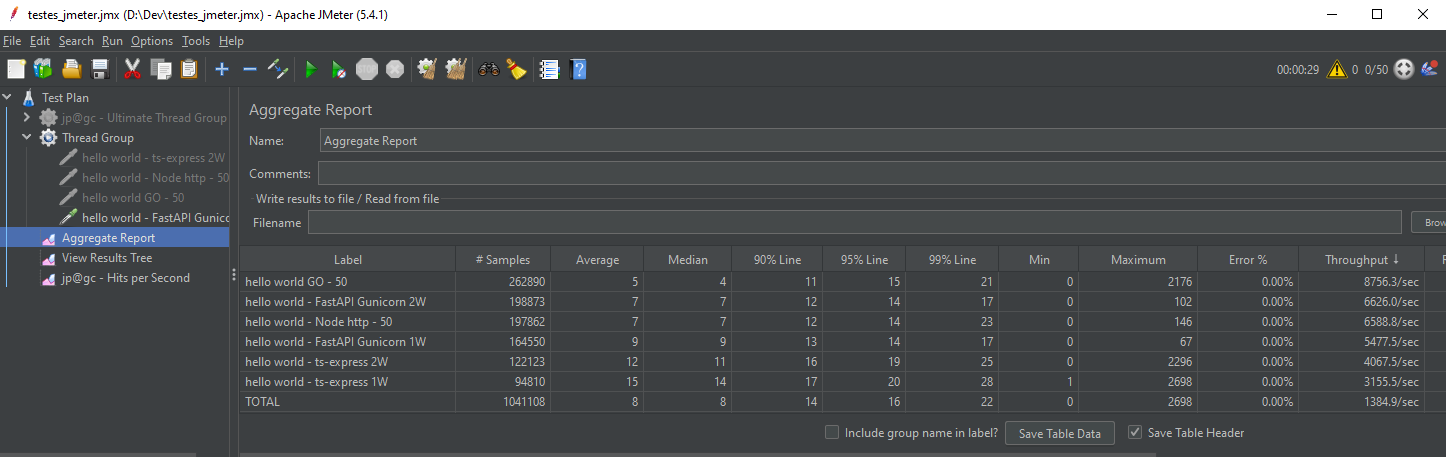 testes_jmeter.jmx (D:\Dev\testes_jmeter.jmx) - Apache JMeter (5.4.1)
File Edit Search Run Options Tools Help
STOP 00:00:29 0 0/50
Test Plan
jp@gc - Ultimate Thread Group
Thread Group
hello world - ts-express 2W
hello world - Node http - 50
hello world GO - 50
hello world - FastAPI Gunicc
Aggregate Report
View Results Tree
jp@gc - Hits per Second
Aggregate Report
Name: Aggregate Report
Comments:
Write results to file / Read from file
Filename Brow
Label # Samples Average Median 90% Line 95% Line 99% Line Min Maximum Error % Throughput ↓
hello world GO - 50 262890 5 4 11 15 21 0 2176 0.00% 8756.3/sec
hello world - FastAPI Gunicorn 2W 198873 7 7 12 14 17 0 102 0.00% 6626.0/sec
hello world - Node http - 50 197862 7 7 12 14 23 0 146 0.00% 6588.8/sec
hello world - FastAPI Gunicorn 1W 164550 9 9 13 14 17 0 67 0.00% 5477.5/sec
hello world - ts-express 2W 122123 12 11 16 19 25 0 2296 0.00% 4067.5/sec
hello world - ts-express 1W 94810 15 14 17 20 28 1 2698 0.00% 3155.5/sec
TOTAL 1041108 8 8 14 16 22 0 2698 0.00% 1384.9/sec
Include group name in label? Save Table Data Save Table Header